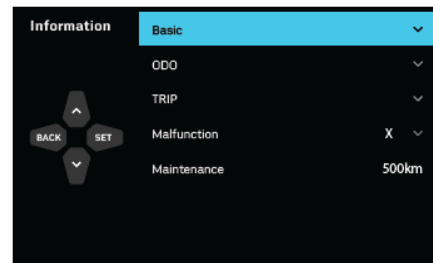 Information
Basic
ODO
TRIP
Malfunction X
Maintenance 500km
BACK SET